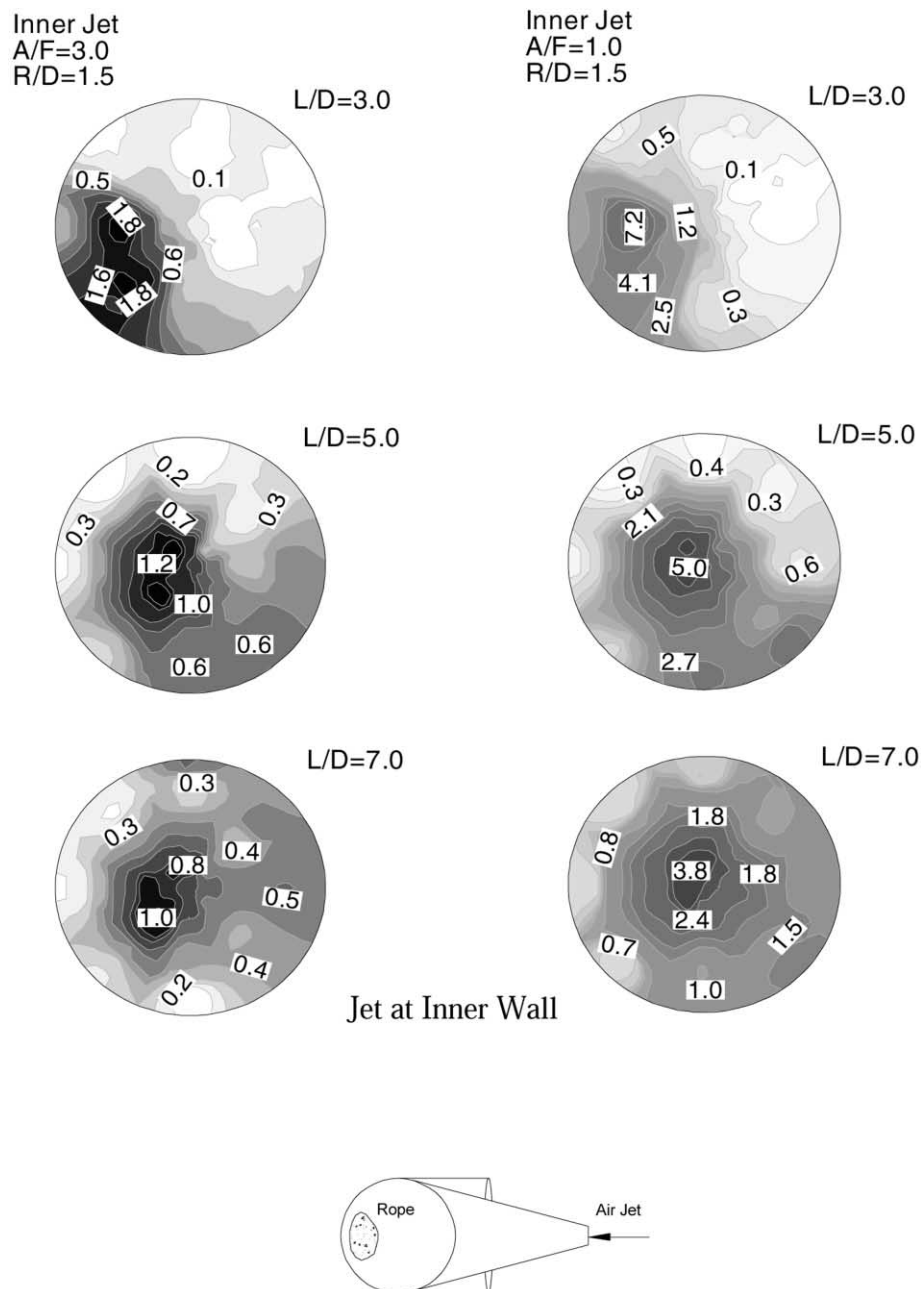 Inner Jet
A/F=3.0
R/D=1.5
L/D=3.0
0.5
0.1
1.8
0.6
1.6
1.8
Inner Jet
A/F=1.0
R/D=1.5
L/D=3.0
0.5
0.1
7.2
1.2
4.1
2.5
0.3
L/D=5.0
0.2
0.3
0.7
0.3
1.2
1.0
0.6
0.6
L/D=5.0
0.4
0.3
0.3
2.1
5.0
0.6
2.7
L/D=7.0
0.3
0.3
0.4
0.8
0.5
1.0
0.4
0.2
L/D=7.0
1.8
0.8
3.8
1.8
2.4
0.7
1.5
1.0
Jet at Inner Wall
Rope
Air Jet